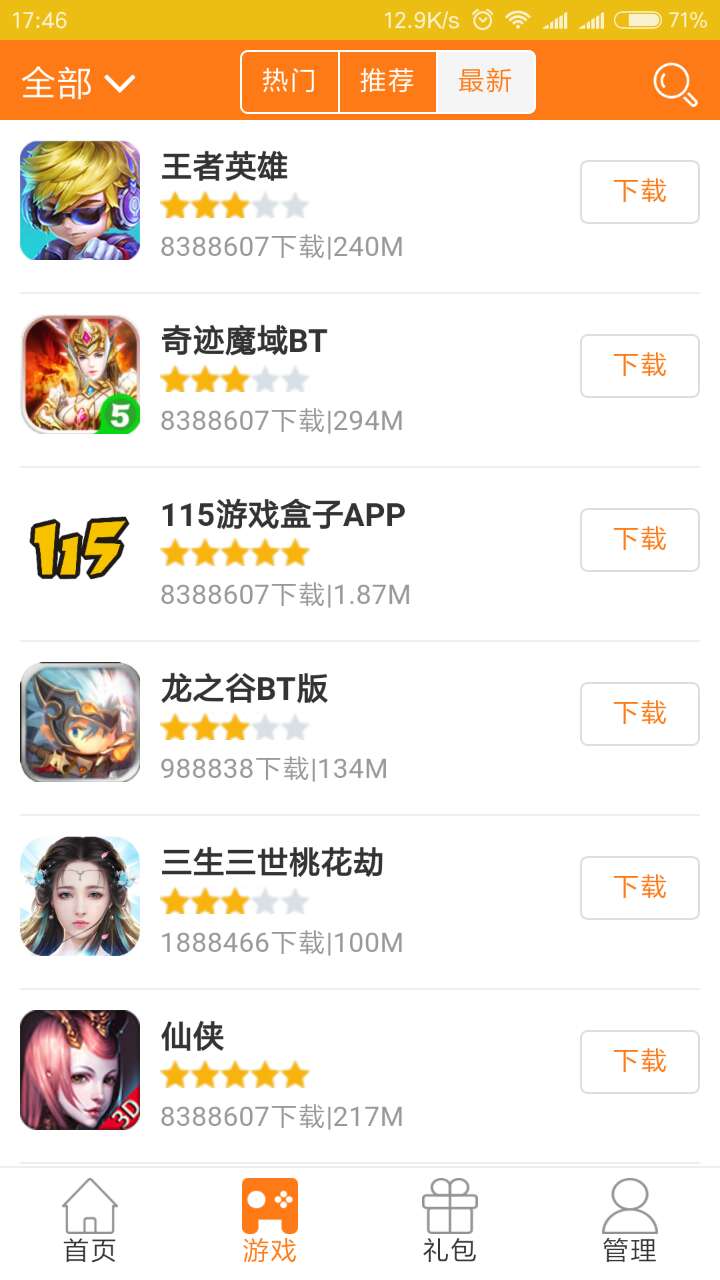 17:46 12.9K/s 71%
全部 热门 推荐 最新
王者英雄
8388607下载|240M
下载
5
奇迹魔域BT
8388607下载|294M
下载
115
115游戏盒子APP
8388607下载|1.87M
下载
龙之谷BT版
988838下载|134M
下载
三生三世桃花劫
1888466下载|100M
下载
3D
仙侠
8388607下载|217M
下载
首页 游戏 礼包 管理